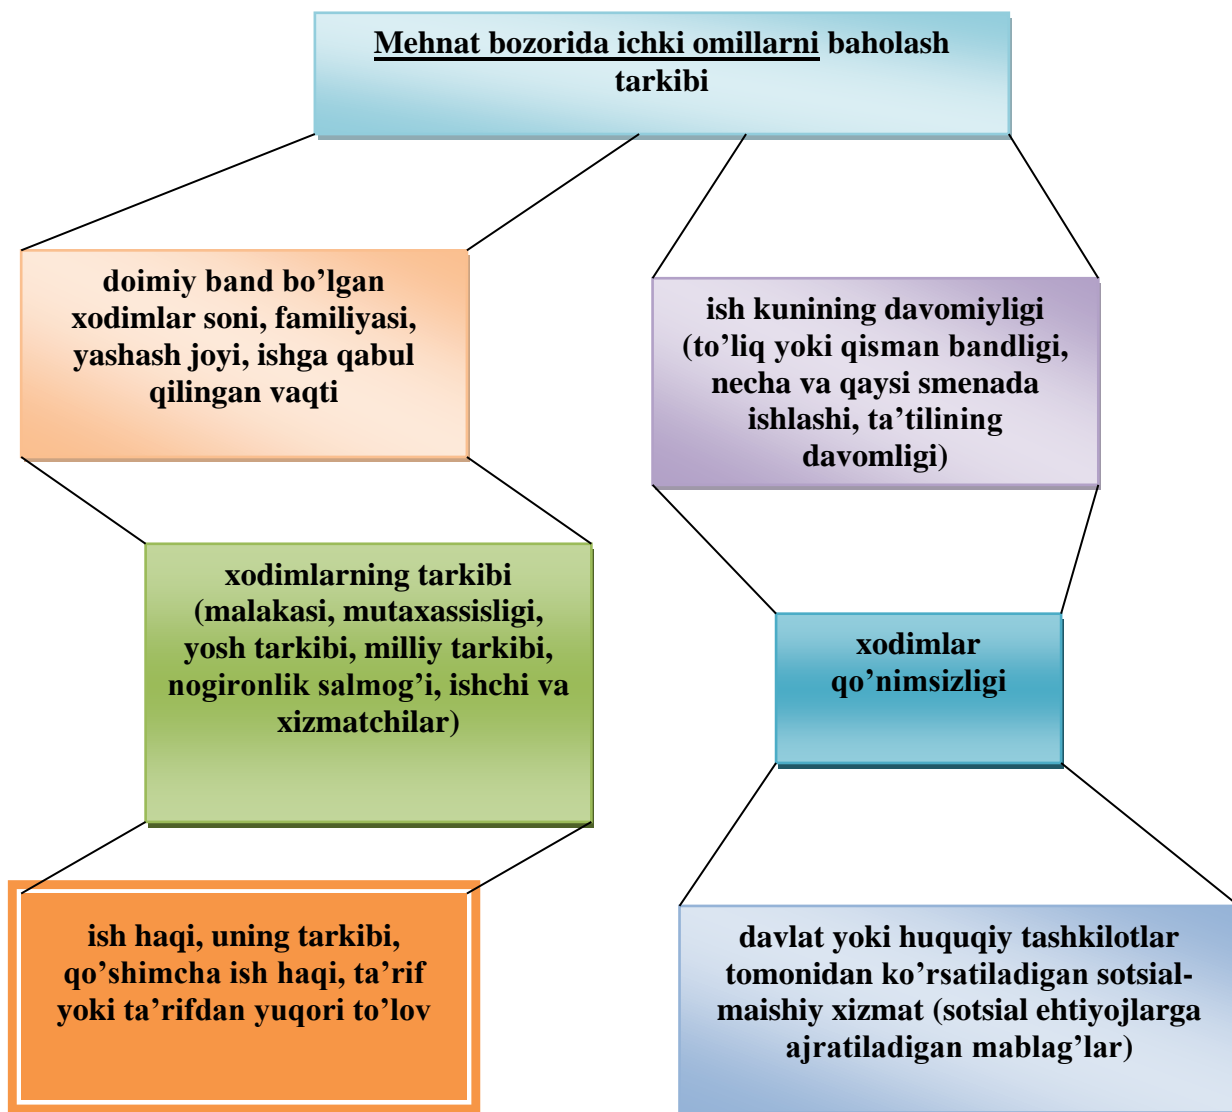 Mehnat bozorida ichki omillarni baholash
tarkibi
doimiy band bo’lgan
xodimlar soni, familiyasi,
yashash joyi, ishga qabul
qilingan vaqti
ish kunining davomiyligi
(to’liq yoki qisman bandligi,
necha va qaysi smenada
ishlashi, ta’tilining
davomligi)
xodimlarning tarkibi
(malakasi, mutaxassisligi,
yosh tarkibi, milliy tarkibi,
nogironlik salmog’i, ishchi va
xizmatchilar)
xodimlar
qo’nimsizligi
ish haqi, uning tarkibi,
qo’shimcha ish haqi, ta’rif
yoki ta’rifdan yuqori to’lov
davlat yoki huquqiy tashkilotlar
tomonidan ko’rsatiladigan sotsial-
maishiy xizmat (sotsial ehtiyojlarga
ajratiladigan mablag’lar)